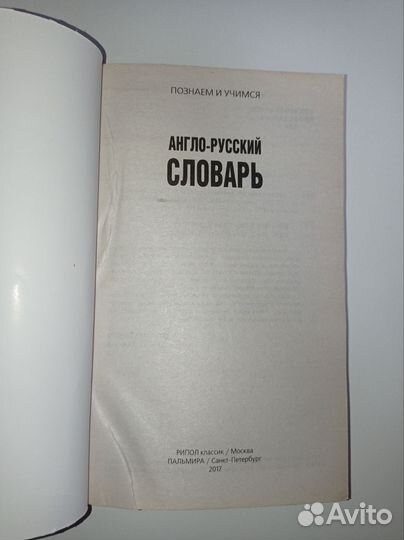 ПОЗНАЕМ И УЧИМСЯ
АНГЛО-РУССКИЙ
СЛОВАРЬ
РИПОЛ классик / Москва
ПАЛЬМИРА / Санкт-Петербург
2017
Avito